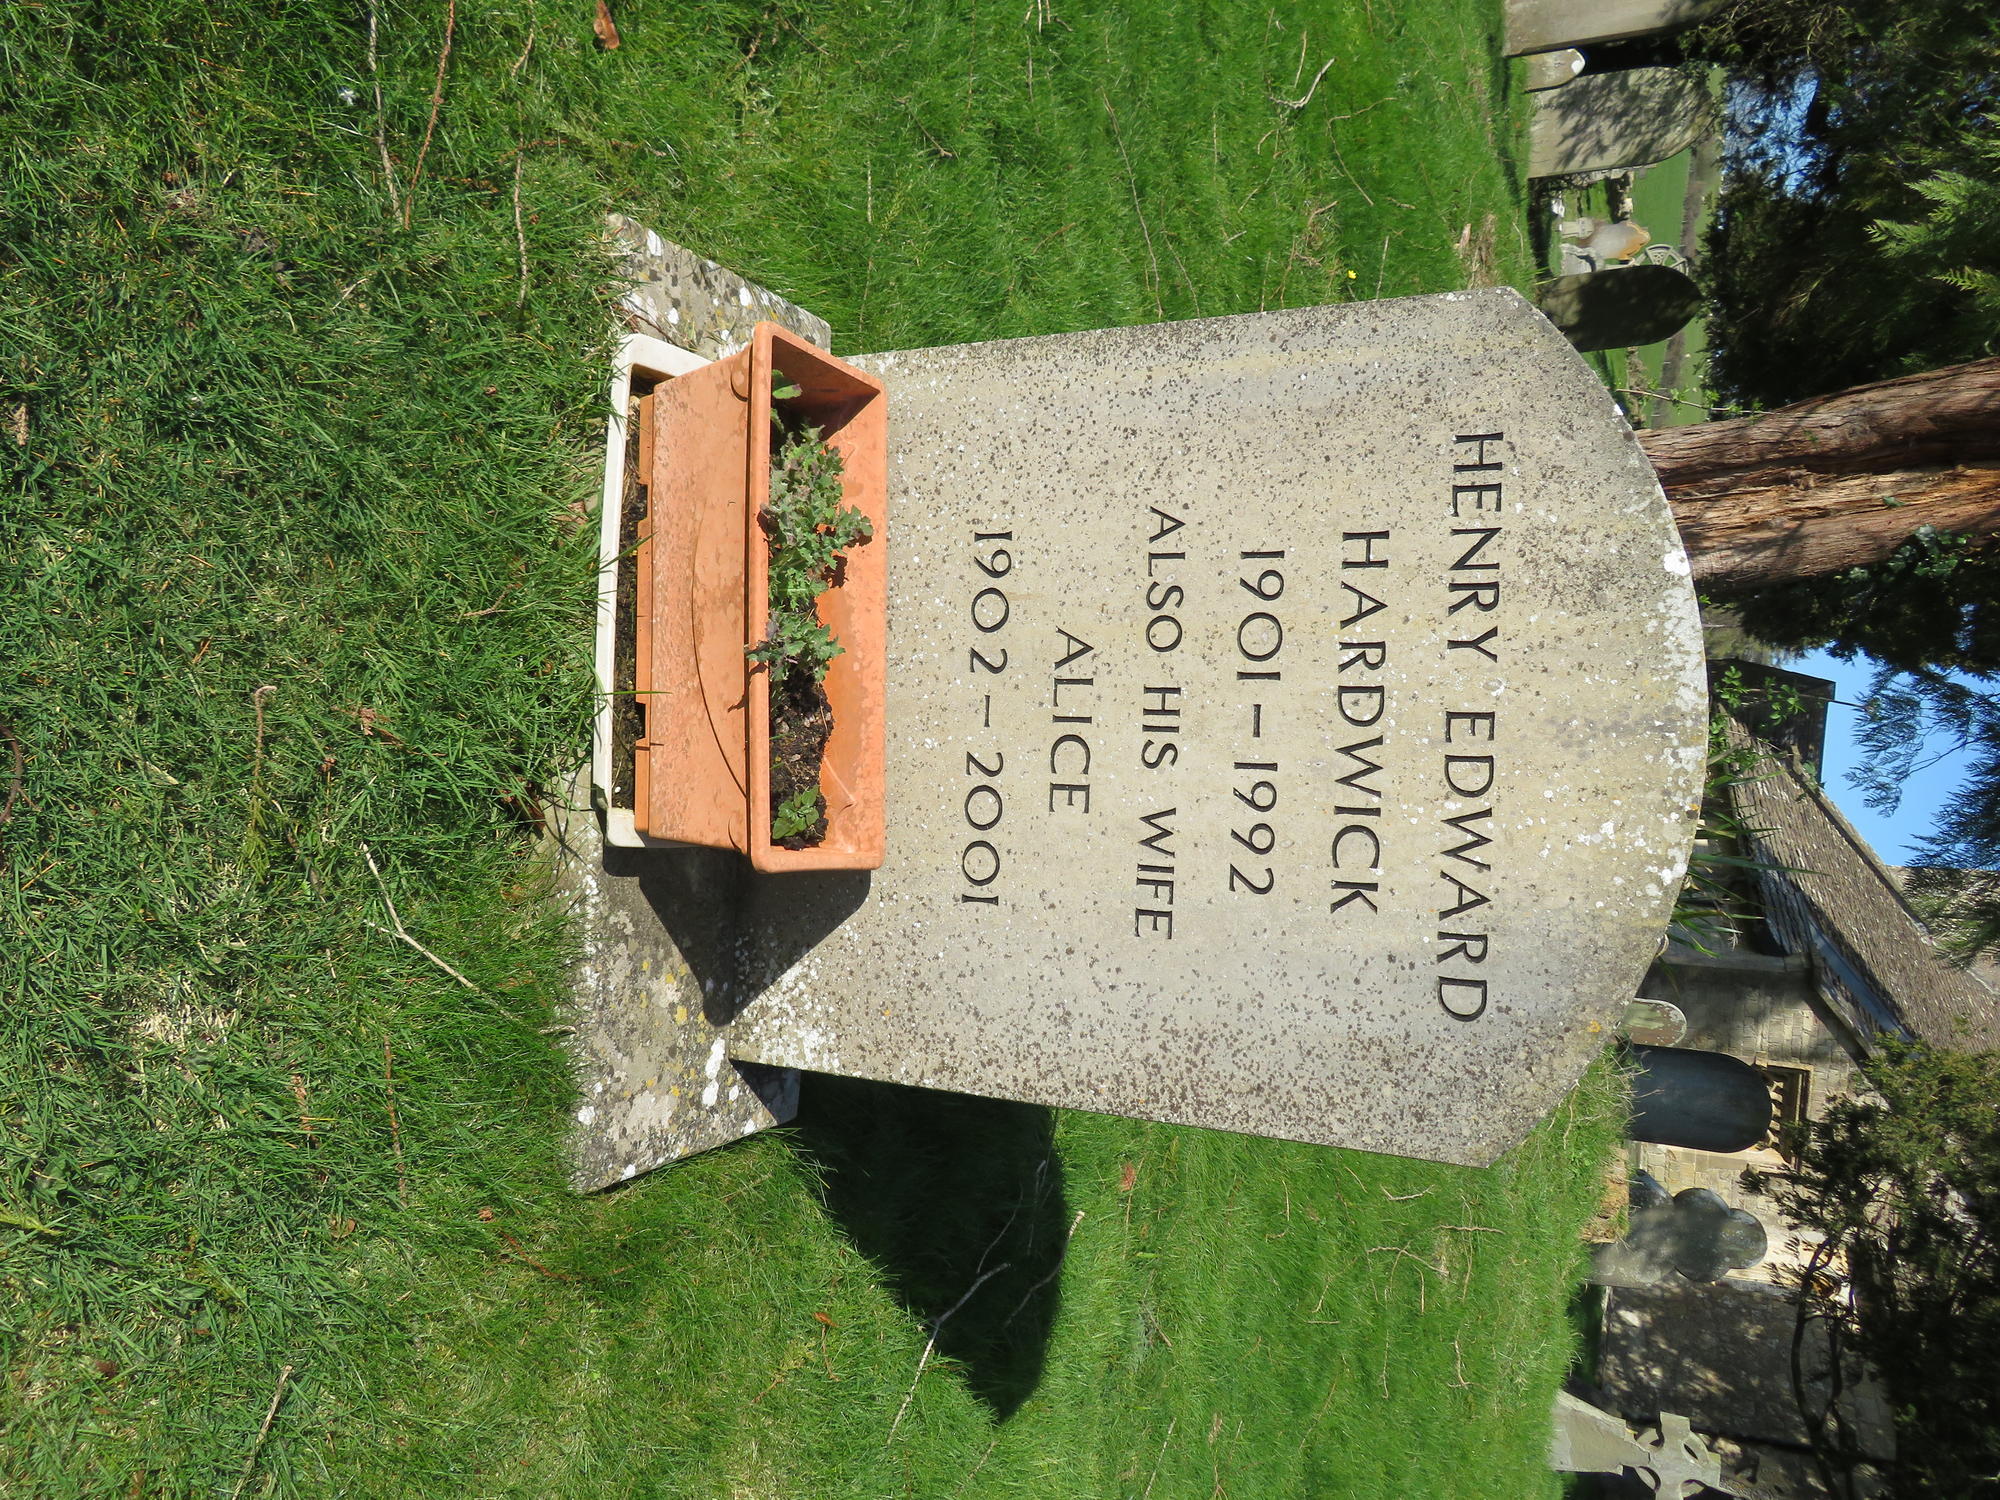 HENRY EDWARD
HARDWICK
1901 – 1992
ALSO HIS WIFE
ALICE
1902 – 2001